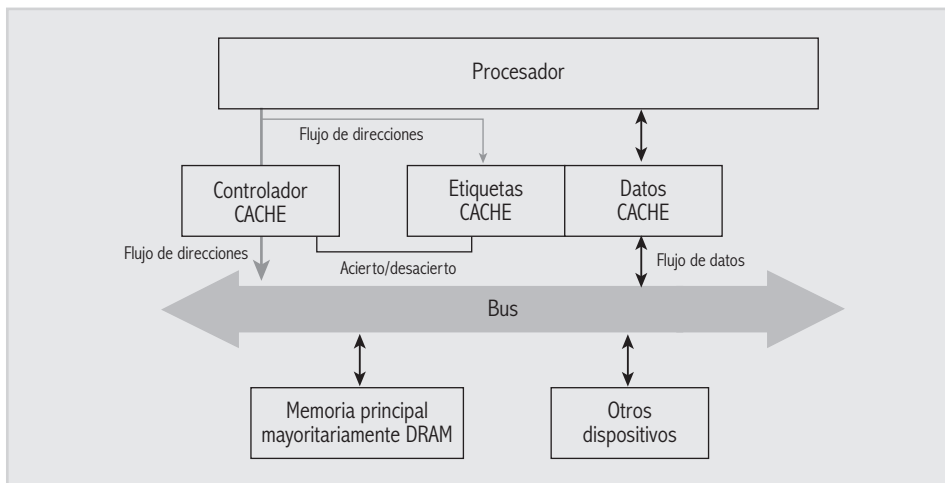 Procesador
Flujo de direcciones
Controlador
CACHE
Etiquetas
CACHE
Datos
CACHE
Flujo de direcciones
Acierto/desacierto
Flujo de datos
Bus
Memoria principal
mayoritariamente DRAM
Otros
dispositivos